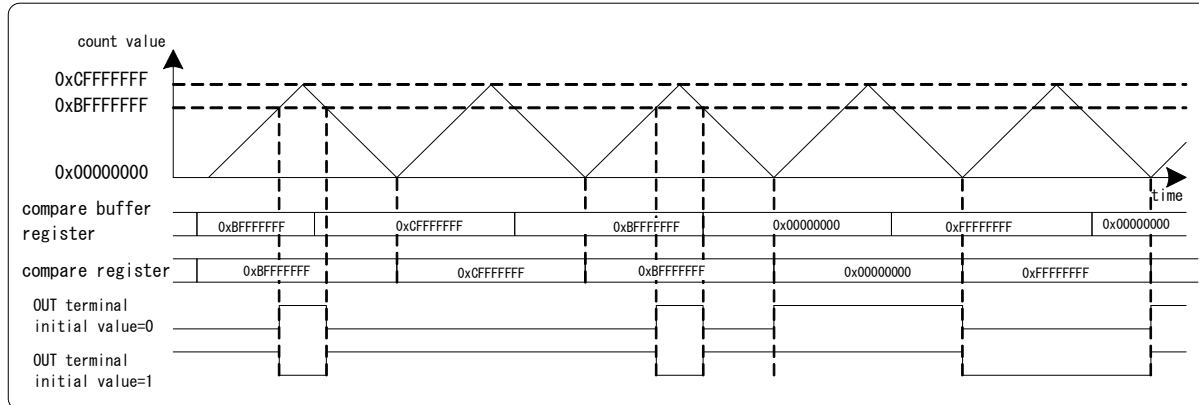 count value
0xCFFFFFFF
0xBFFFFFFF
0x00000000
time
compare buffer
register
0xBFFFFFFF 0xCFFFFFFF 0xBFFFFFFF 0x00000000 0xFFFFFFFF 0x00000000
compare register 0xBFFFFFFF 0xCFFFFFFF 0xBFFFFFFF 0x00000000 0xFFFFFFFF
OUT terminal
initial value=0
OUT terminal
initial value=1